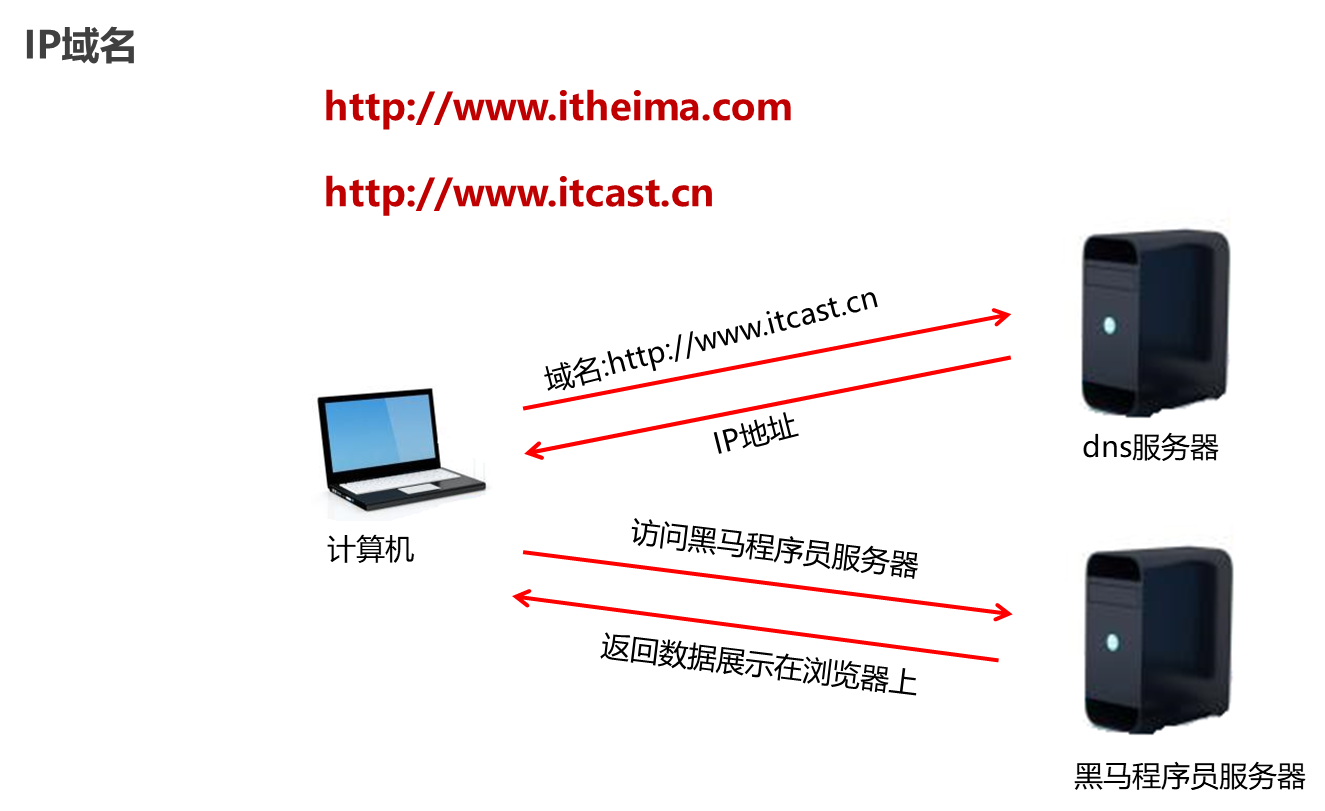 IP域名
http://www.itheima.com
http://www.itcast.cn
域名:http://www.itcast.cn
IP地址
dns服务器
计算机
访问黑马程序员服务器
返回数据展示在浏览器上
黑马程序员服务器